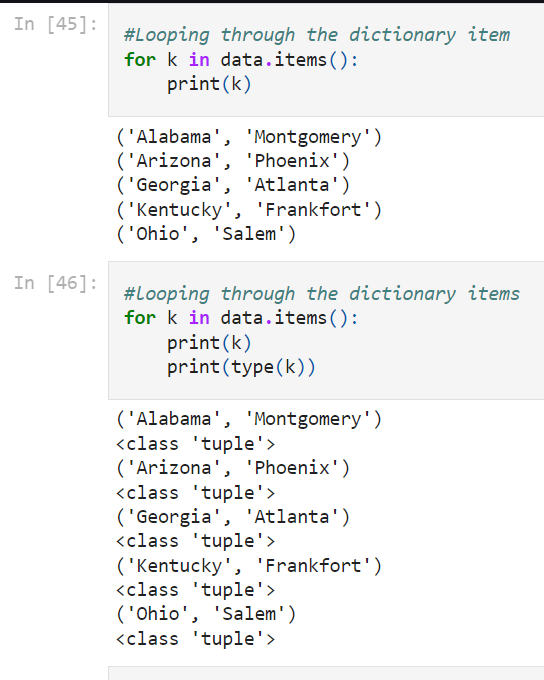 In [45]:
#Looping through the dictionary item
for k in data.items():
    print(k)
('Alabama', 'Montgomery')
('Arizona', 'Phoenix')
('Georgia', 'Atlanta')
('Kentucky', 'Frankfort')
('Ohio', 'Salem')
In [46]:
#Looping through the dictionary items
for k in data.items():
    print(k)
    print(type(k))
('Alabama', 'Montgomery')
<class 'tuple'>
('Arizona', 'Phoenix')
<class 'tuple'>
('Georgia', 'Atlanta')
<class 'tuple'>
('Kentucky', 'Frankfort')
<class 'tuple'>
('Ohio', 'Salem')
<class 'tuple'>